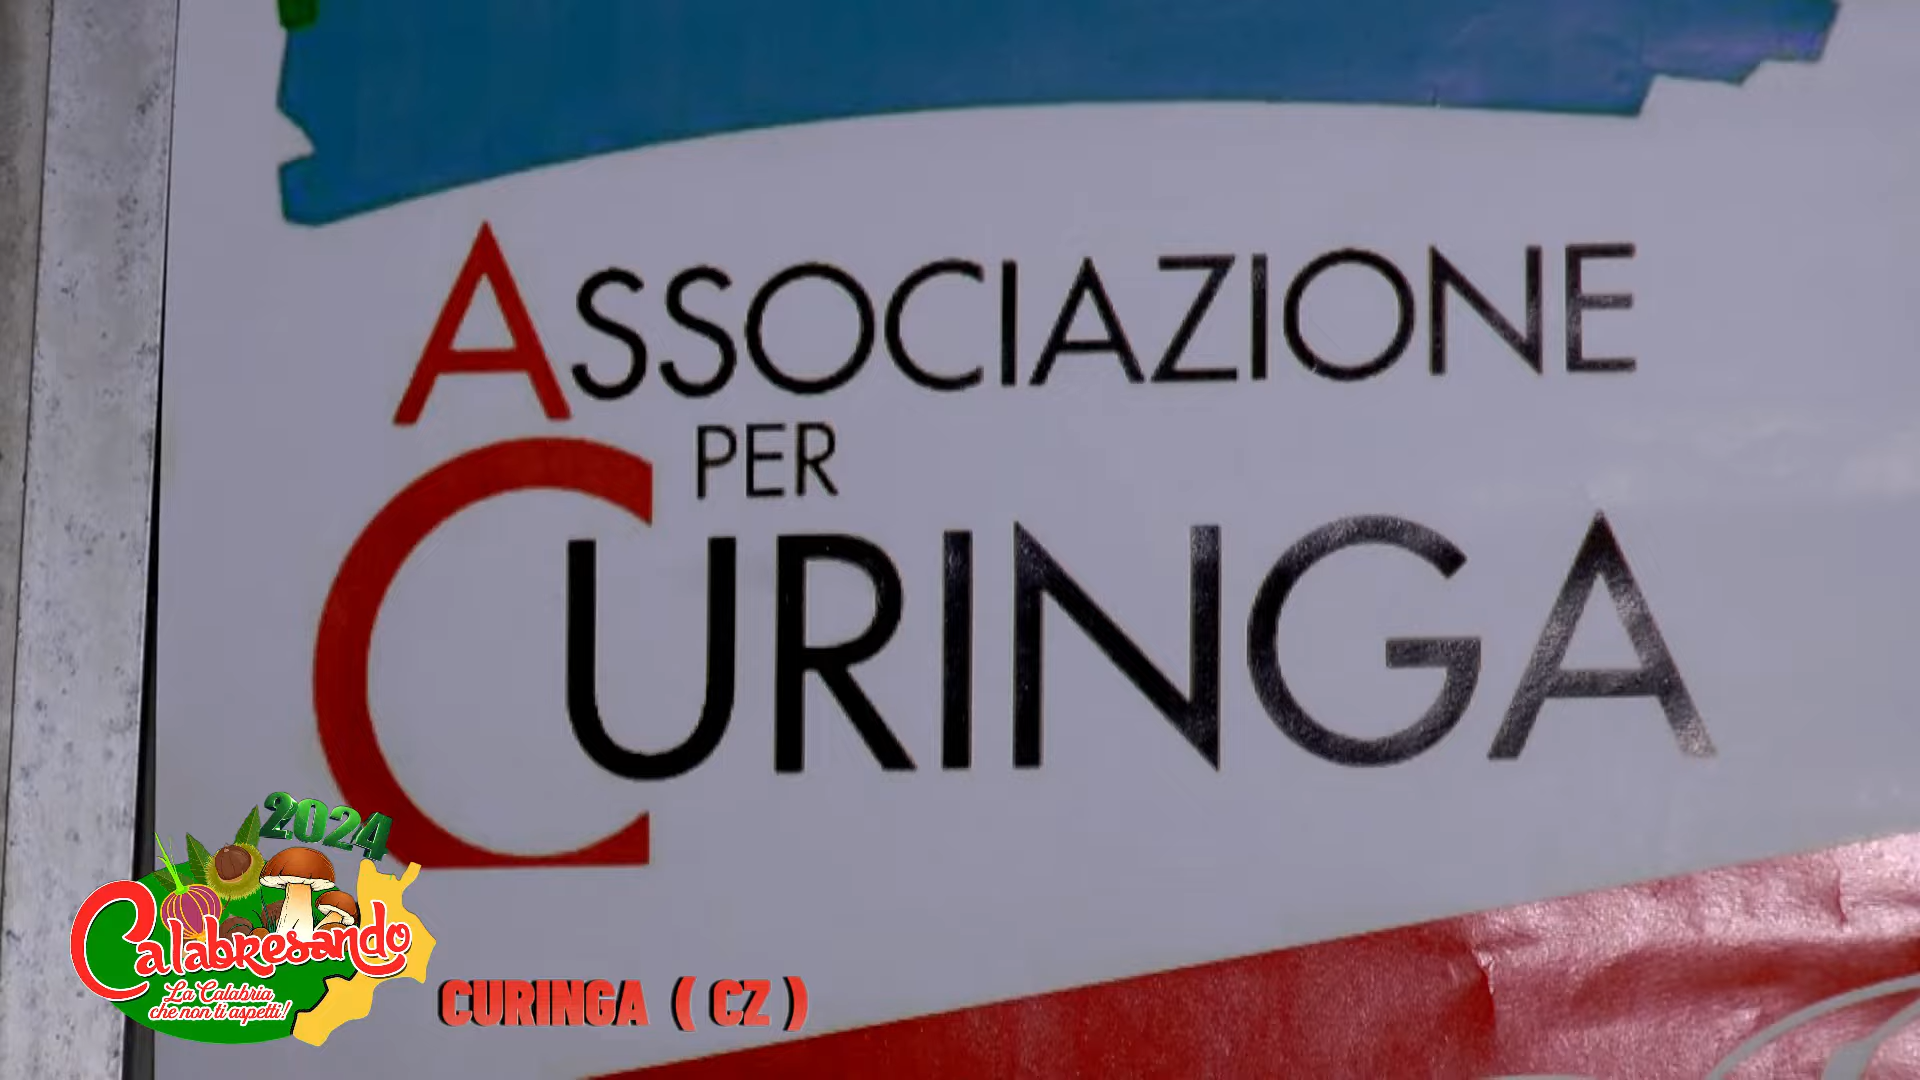 ASSOCIAZIONE
PER
CURINGA
2024
Calabresando
La Calabria
che non ti aspetti!
CURINGA ( CZ )